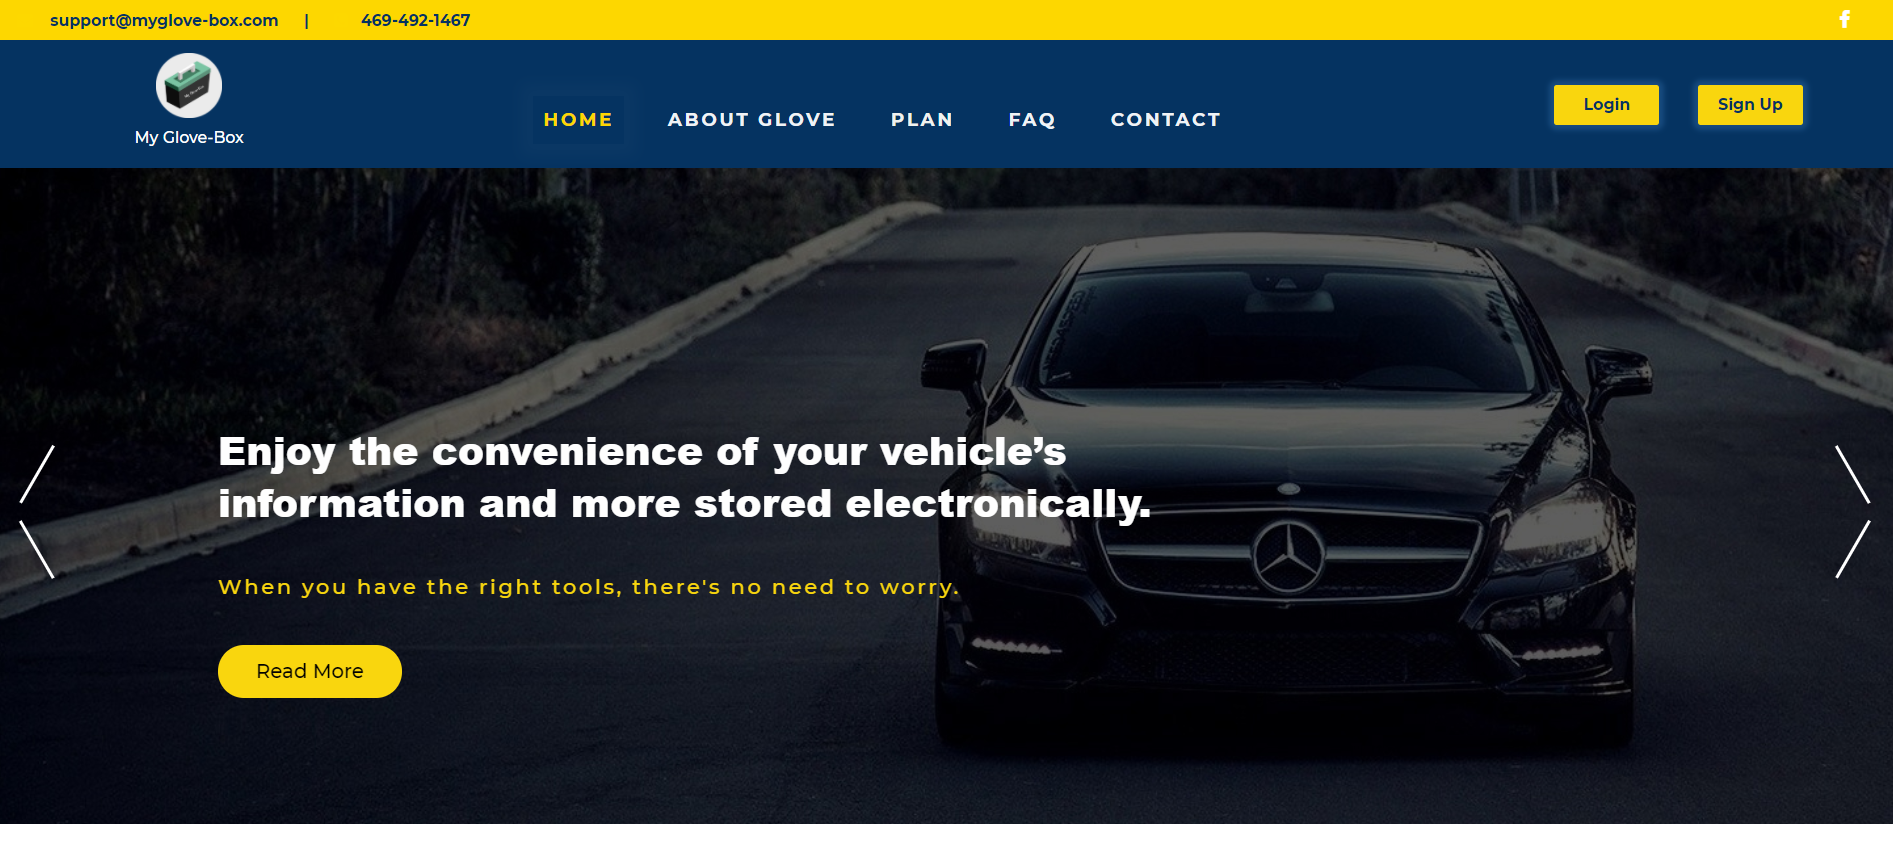 support@myglove-box.com | 469-492-1467
My Glove-Box
HOME ABOUT GLOVE PLAN FAQ CONTACT
Login Sign Up
Enjoy the convenience of your vehicle’s
information and more stored electronically.
When you have the right tools, there's no need to worry.
Read More